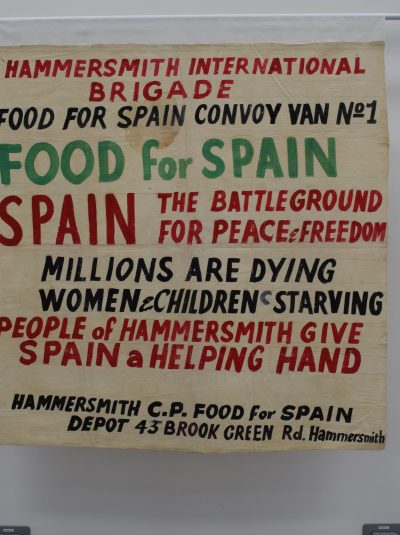 HAMMERSMITH INTERNATIONAL
BRIGADE
FOOD FOR SPAIN CONVOY VAN Nº1
FOOD for SPAIN
SPAIN THE BATTLEGROUND
FOR PEACE & FREEDOM
MILLIONS ARE DYING
WOMEN & CHILDREN STARVING
PEOPLE of HAMMERSMITH GIVE
SPAIN a HELPING HAND
HAMMERSMITH C.P. FOOD for SPAIN
DEPOT 43 BROOK GREEN Rd. Hammersmith